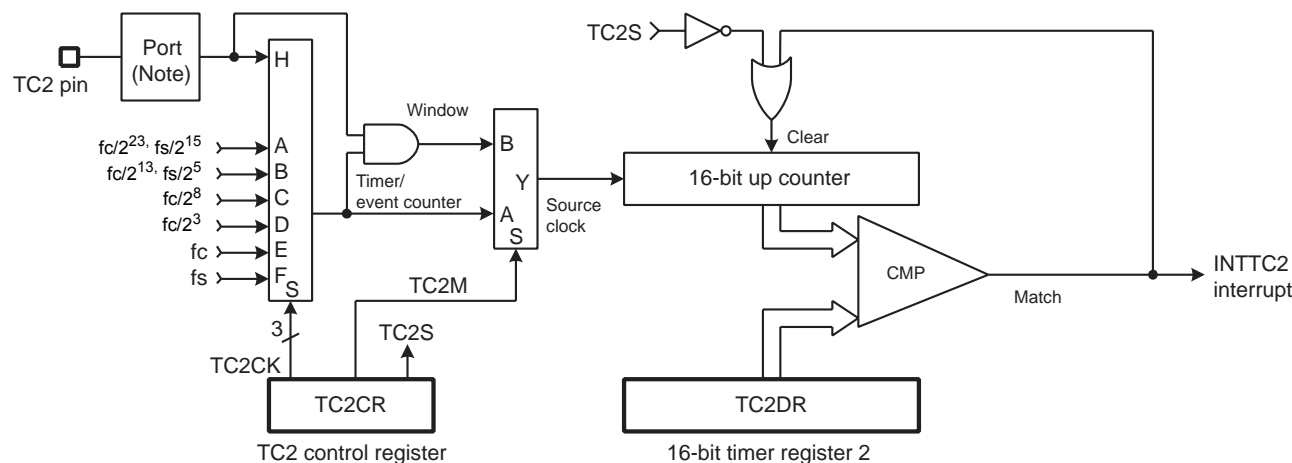 TC2 pin
Port
(Note)
H
fc/2^23, fs/2^15
A
fc/2^13, fs/2^5
B
fc/2^8
C
fc/2^3
D
fc
E
fs
F
S
3
TC2CK
Window
Timer/
event counter
B
Y
A
S
Source
clock
TC2M
TC2S
TC2CR
TC2 control register
TC2S
Clear
16-bit up counter
CMP
Match
INTTC2
interrupt
TC2DR
16-bit timer register 2